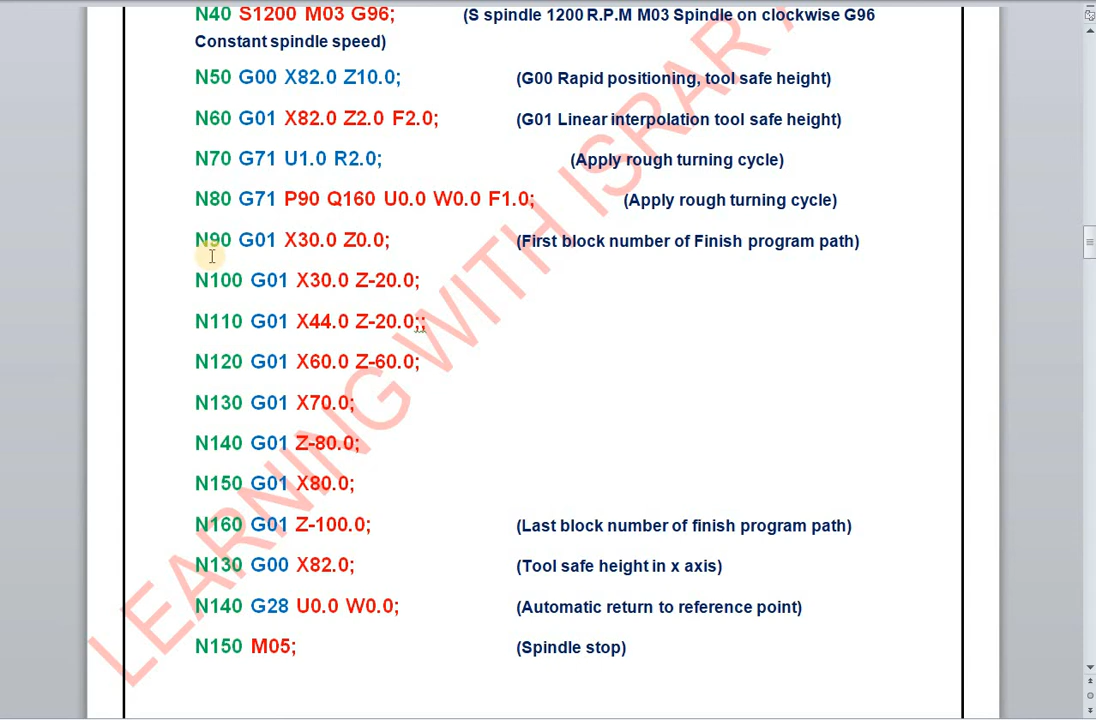 N40 S1200 M03 G96; (S spindle 1200 R.P.M M03 Spindle on clockwise G96
Constant spindle speed)
N50 G00 X82.0 Z10.0; (G00 Rapid positioning, tool safe height)
N60 G01 X82.0 Z2.0 F2.0; (G01 Linear interpolation tool safe height)
N70 G71 U1.0 R2.0; (Apply rough turning cycle)
N80 G71 P90 Q160 U0.0 W0.0 F1.0; (Apply rough turning cycle)
N90 G01 X30.0 Z0.0; (First block number of Finish program path)
N100 G01 X30.0 Z-20.0;
N110 G01 X44.0 Z-20.0;;
N120 G01 X60.0 Z-60.0;
N130 G01 X70.0;
N140 G01 Z-80.0;
N150 G01 X80.0;
N160 G01 Z-100.0; (Last block number of finish program path)
N130 G00 X82.0; (Tool safe height in x axis)
N140 G28 U0.0 W0.0; (Automatic return to reference point)
N150 M05; (Spindle stop)
LEARNING WITH ISRAR